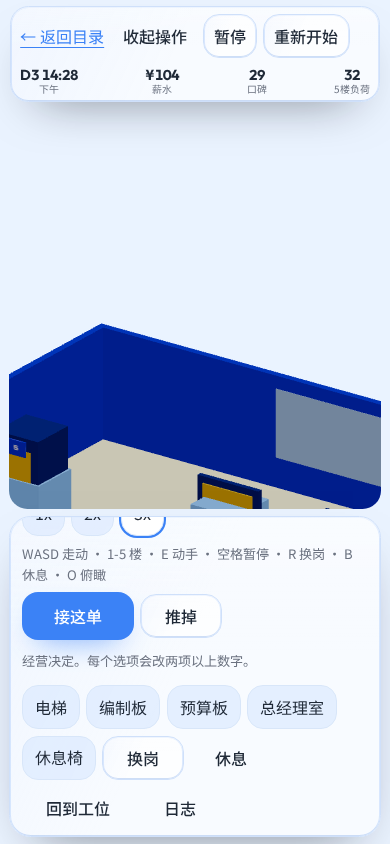 ← 返回目录 收起操作 暂停 重新开始
D3 14:28 ¥104 29 32
下午 薪水 口碑 5楼负荷
WASD 走动 · 1-5 楼 · E 动手 · 空格暂停 · R 换岗 · B
休息 · O 俯瞰
接这单 推掉
经营决定。每个选项会改两项以上数字。
电梯 编制板 预算板 总经理室
休息椅 换岗 休息
回到工位 日志